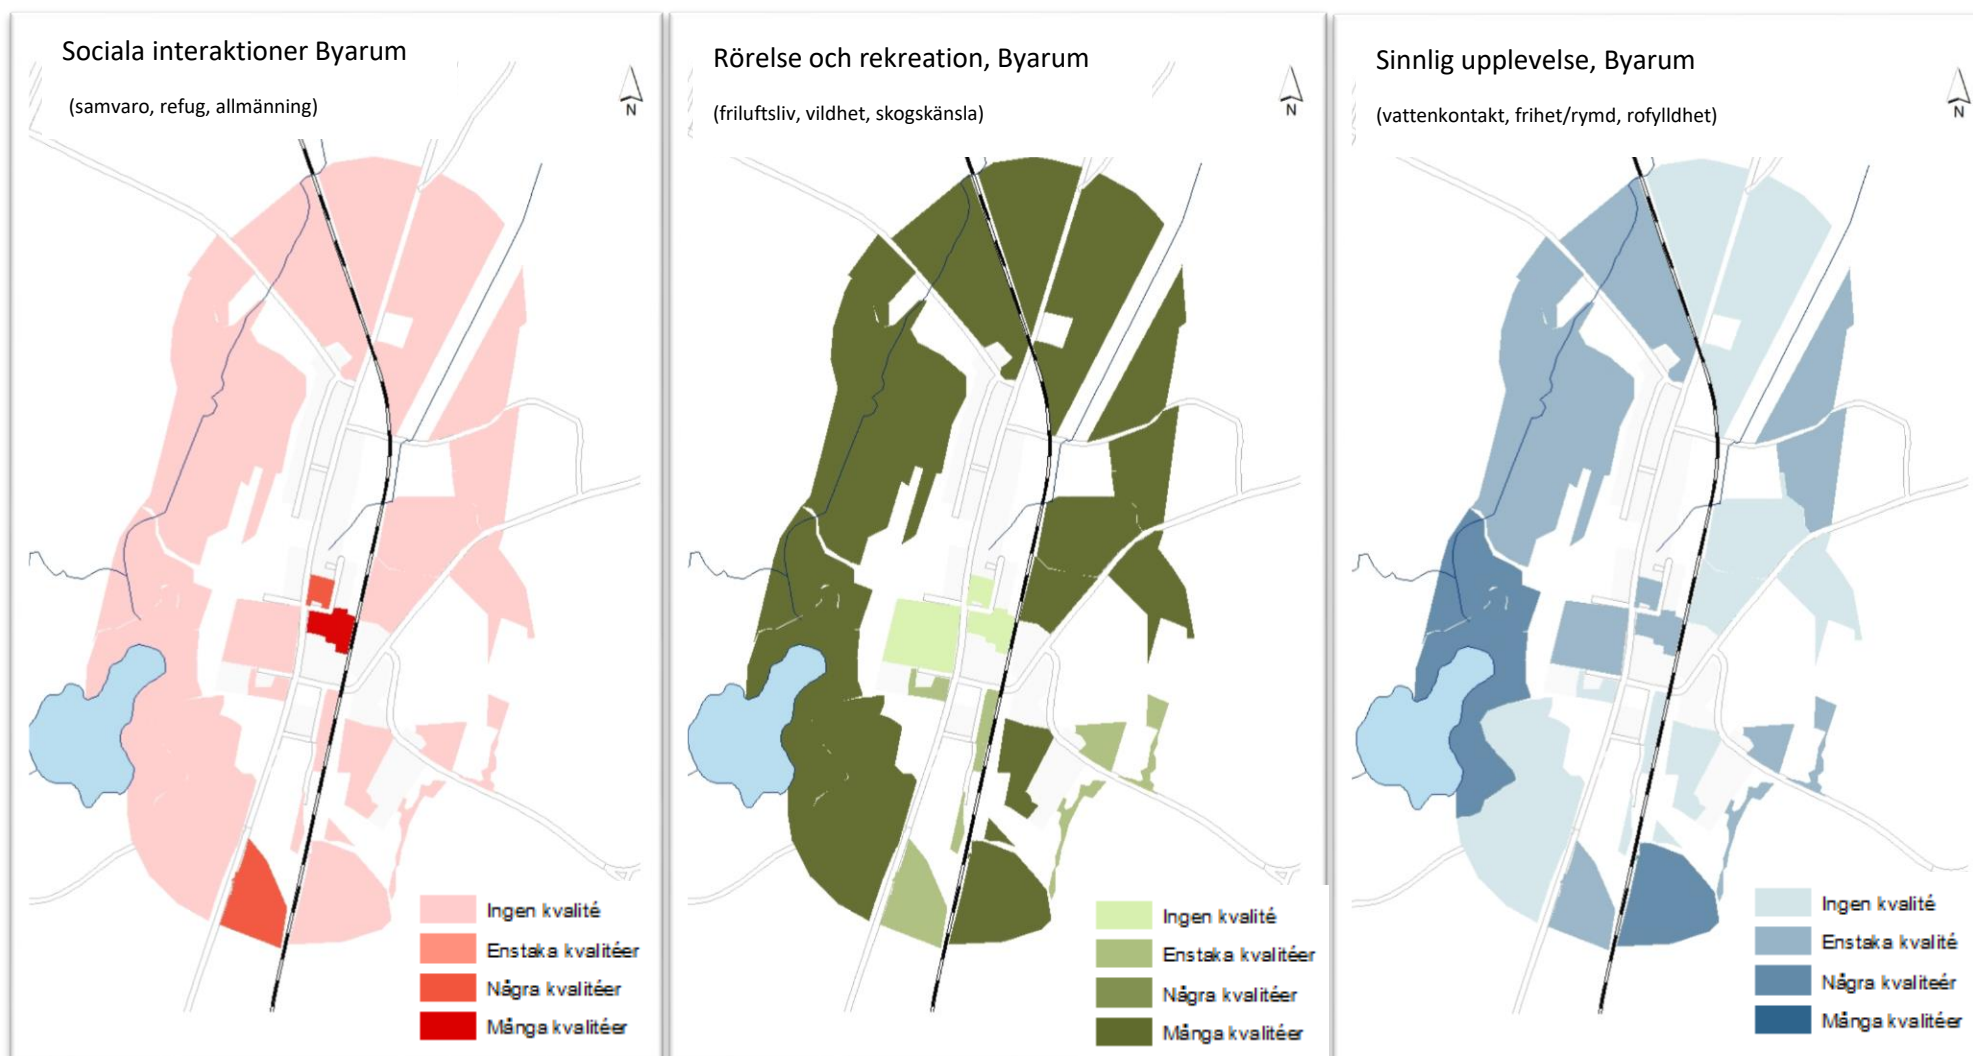 Sociala interaktioner Byarum
(samvaro, refug, allmänning)
N
Ingen kvalité
Enstaka kvalitéer
Några kvalitéer
Många kvalitéer
Rörelse och rekreation, Byarum
(friluftsliv, vildhet, skogskänsla)
N
Ingen kvalité
Enstaka kvalitéer
Några kvalitéer
Många kvalitéer
Sinnlig upplevelse, Byarum
(vattenkontakt, frihet/rymd, rofylldhet)
N
Ingen kvalité
Enstaka kvalité
Några kvaliteér
Många kvalitéer